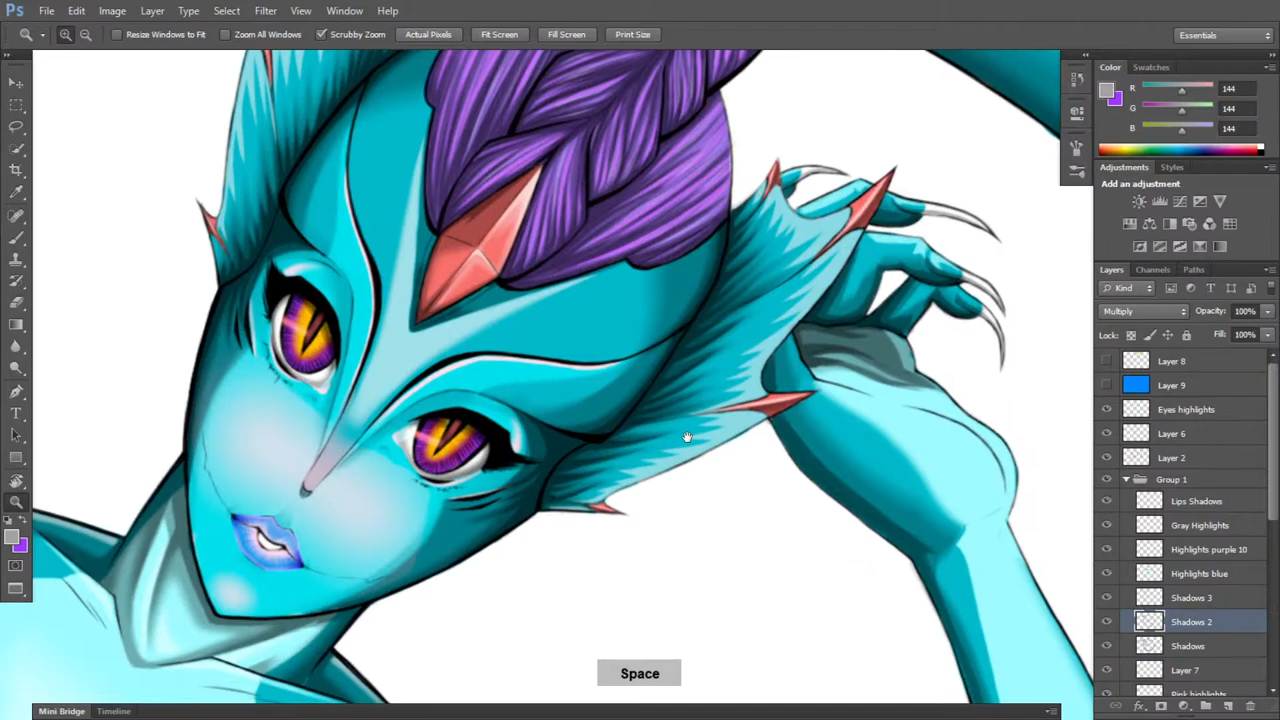 Ps File Edit Image Layer Type Select Filter View Window Help
Resize Windows to Fit Zoom All Windows Scrubby Zoom Actual Pixels Fit Screen Fill Screen Print Size Essentials
Color Swatches
R 144
G 144
B 144
Adjustments Styles
Add an adjustment
Layers Channels Paths
Kind
Multiply Opacity: 100%
Lock: Fill: 100%
Layer 8
Layer 9
Eyes highlights
Layer 6
Layer 2
Group 1
Lips Shadows
Gray Highlights
Highlights purple 10
Highlights blue
Shadows 3
Shadows 2
Shadows
Layer 7
Pink highlights
Space
Mini Bridge Timeline